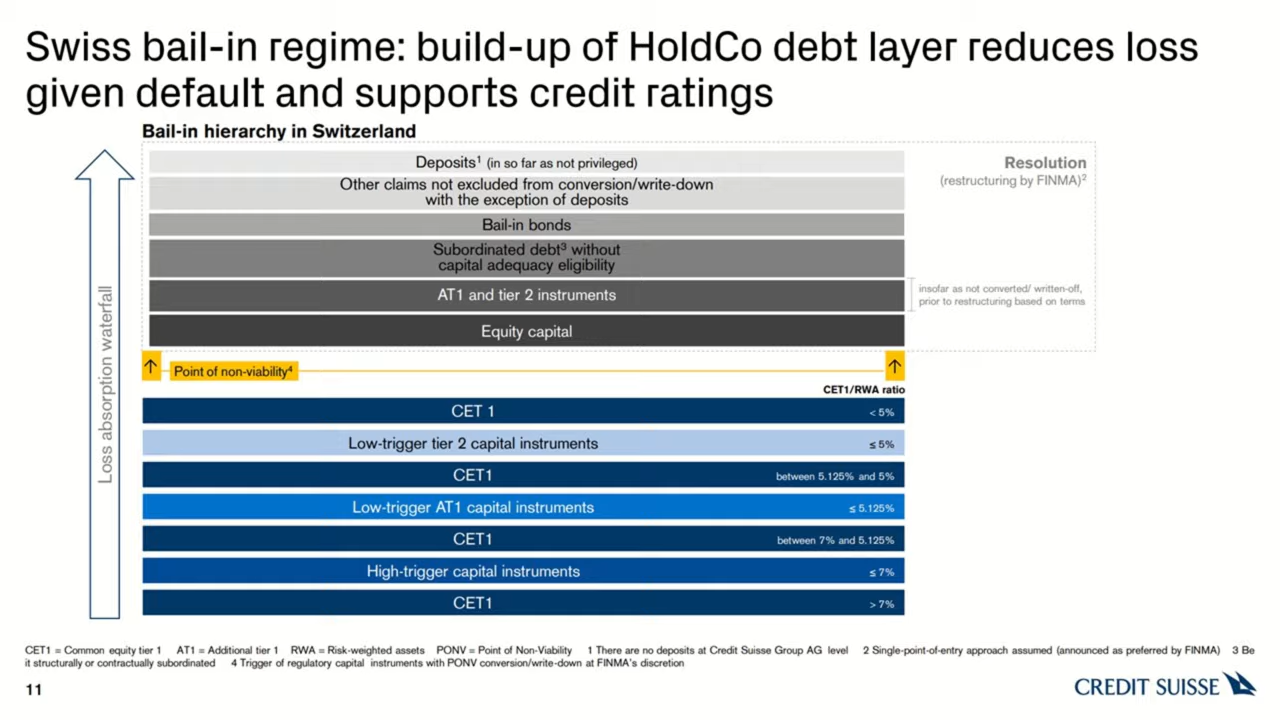 Swiss bail-in regime: build-up of HoldCo debt layer reduces loss
given default and supports credit ratings
Bail-in hierarchy in Switzerland
Loss absorption waterfall
Deposits¹ (in so far as not privileged)
Resolution
(restructuring by FINMA)²
Other claims not excluded from conversion/write-down
with the exception of deposits
Bail-in bonds
Subordinated debt³ without
capital adequacy eligibility
AT1 and tier 2 instruments
insofar as not converted/ written-off,
prior to restructuring based on terms
Equity capital
Point of non-viability⁴
CET1/RWA ratio
CET 1 < 5%
Low-trigger tier 2 capital instruments ≤ 5%
CET1 between 5.125% and 5%
Low-trigger AT1 capital instruments ≤ 5.125%
CET1 between 7% and 5.125%
High-trigger capital instruments ≤ 7%
CET1 > 7%
CET1 = Common equity tier 1 AT1 = Additional tier 1 RWA = Risk-weighted assets PONV = Point of Non-Viability 1 There are no deposits at Credit Suisse Group AG level 2 Single-point-of-entry approach assumed (announced as preferred by FINMA) 3 Be
it structurally or contractually subordinated 4 Trigger of regulatory capital instruments with PONV conversion/write-down at FINMA's discretion
11
CREDIT SUISSE